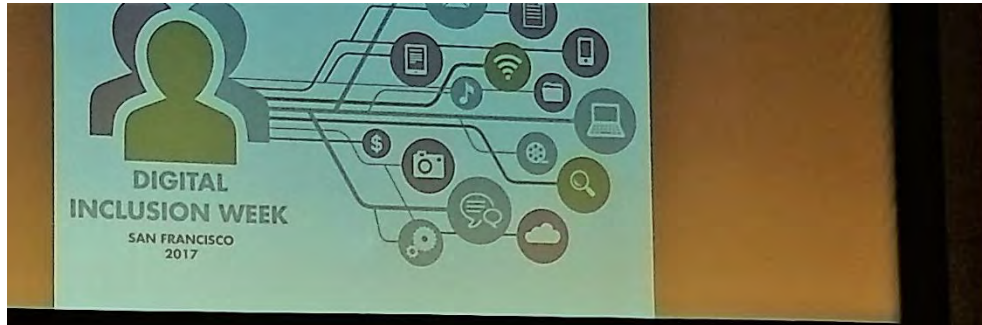 DIGITAL
INCLUSION WEEK
SAN FRANCISCO
2017
$